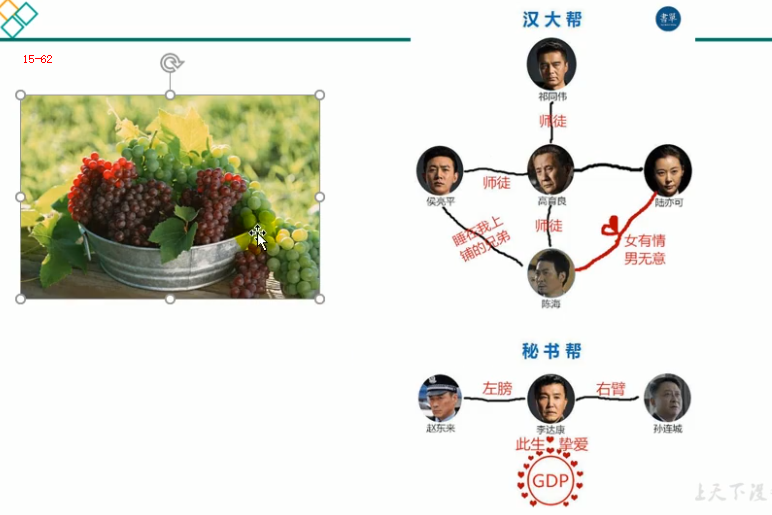 15-62
汉大帮
書單
祁同伟
师徒
侯亮平
师徒
高育良
陆亦可
睡在我上
铺的兄弟
师徒
女有情
男无意
陈海
秘书帮
左膀
右臂
赵东来
李达康
孙连城
此生
挚爱
GDP
上天下漫